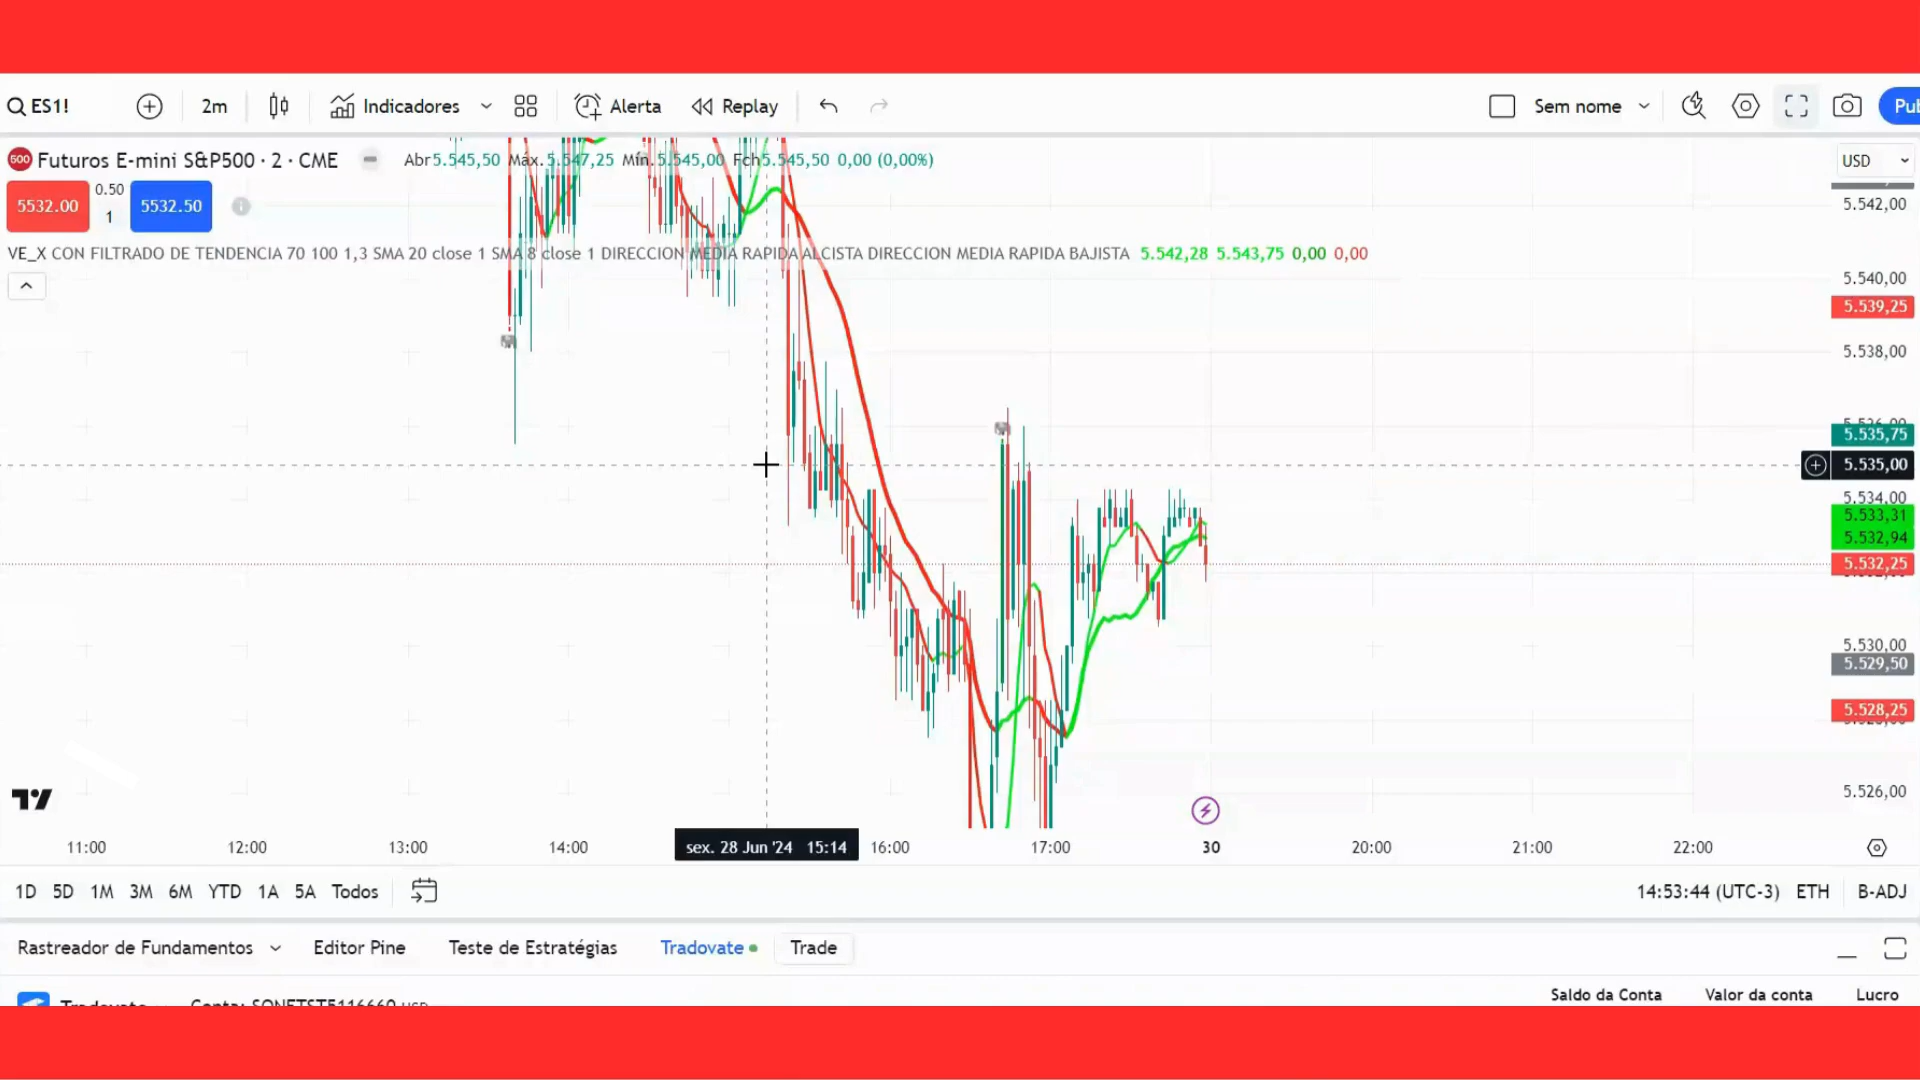 ES1! 2m Indicadores Alerta Replay Sem nome Pub
500 Futuros E-mini S&P500 · 2 · CME Abr5.545,50 Máx.5.547,25 Mín.5.545,00 Fch5.545,50 0,00 (0,00%) USD
5532.00 0.50 1 5532.50
VE_X CON FILTRADO DE TENDENCIA 70 100 1,3 SMA 20 close 1 SMA 8 close 1 DIRECCION MEDIA RAPIDA ALCISTA DIRECCION MEDIA RAPIDA BAJISTA 5.542,28 5.543,75 0,00 0,00
5.542,00
5.540,00
5.539,25
5.538,00
5.535,75
5.535,00
5.534,00
5.533,31
5.532,94
5.532,25
5.530,00
5.529,50
5.528,25
5.526,00
11:00 12:00 13:00 14:00 sex. 28 Jun '24 15:14 16:00 17:00 30 20:00 21:00 22:00
1D 5D 1M 3M 6M YTD 1A 5A Todos 14:53:44 (UTC-3) ETH B-ADJ
Rastreador de Fundamentos Editor Pine Teste de Estratégias Tradovate Trade
Tradovate Conta: SONETST5116660 USD Saldo da Conta Valor da conta Lucro